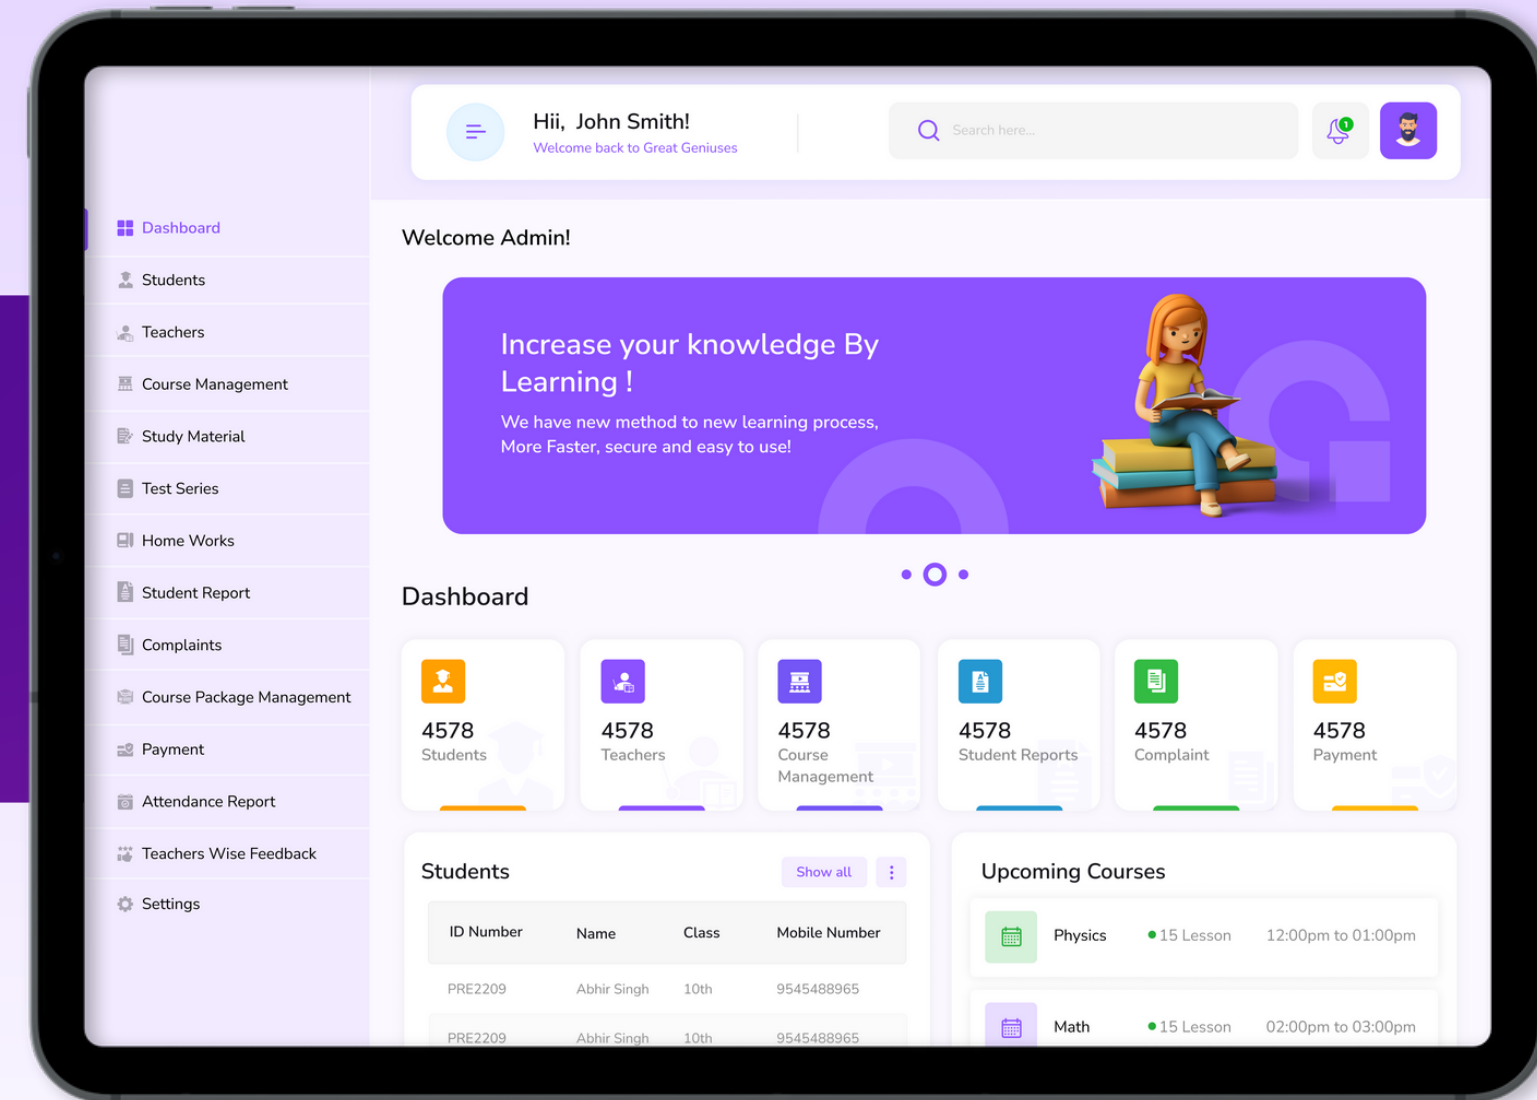 Hii, John Smith!
Welcome back to Great Geniuses
Search here...
1
Dashboard
Students
Teachers
Course Management
Study Material
Test Series
Home Works
Student Report
Complaints
Course Package Management
Payment
Attendance Report
Teachers Wise Feedback
Settings
Welcome Admin!
Increase your knowledge By
Learning !
We have new method to new learning process,
More Faster, secure and easy to use!
Dashboard
4578
Students
4578
Teachers
4578
Course
Management
4578
Student Reports
4578
Complaint
4578
Payment
Students
Show all
ID Number Name Class Mobile Number
PRE2209 Abhir Singh 10th 9545488965
PRE2209 Abhir Singh 10th 9545488965
Upcoming Courses
Physics 15 Lesson 12:00pm to 01:00pm
Math 15 Lesson 02:00pm to 03:00pm